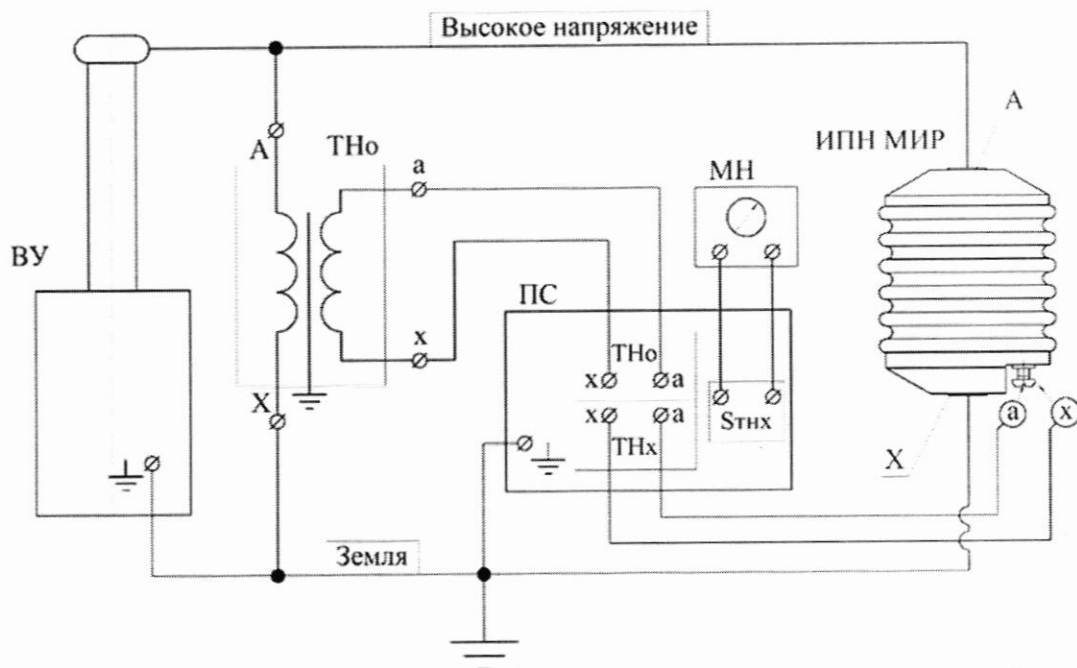 Высокое напряжение
А
ИПН МИР
ТНо
А
а
МН
ВУ
ПС
х
ТНо
х а
х а
ТНх
Sтнх
Х
а
х
Х
Земля